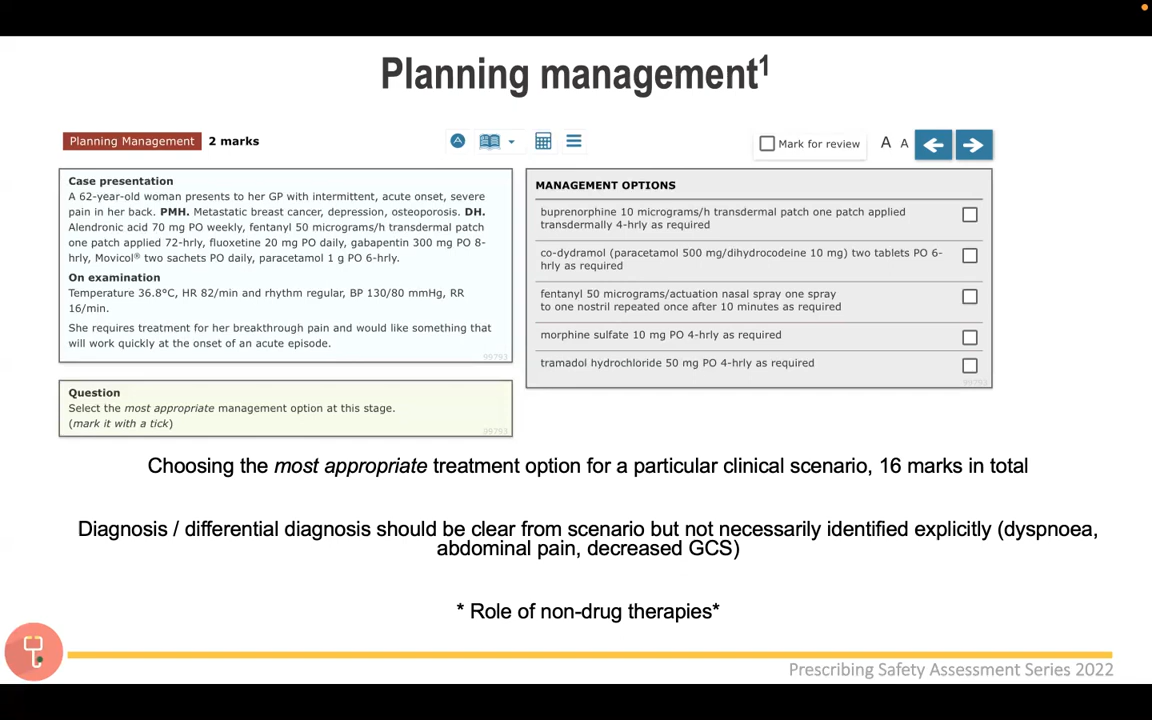 Planning management¹
Planning Management 2 marks
Mark for review A A
Case presentation
A 62-year-old woman presents to her GP with intermittent, acute onset, severe
pain in her back. PMH. Metastatic breast cancer, depression, osteoporosis. DH.
Alendronic acid 70 mg PO weekly, fentanyl 50 micrograms/h transdermal patch
one patch applied 72-hrly, fluoxetine 20 mg PO daily, gabapentin 300 mg PO 8-
hrly, Movicol® two sachets PO daily, paracetamol 1 g PO 6-hrly.
On examination
Temperature 36.8°C, HR 82/min and rhythm regular, BP 130/80 mmHg, RR
16/min.
She requires treatment for her breakthrough pain and would like something that
will work quickly at the onset of an acute episode.
99793
Question
Select the most appropriate management option at this stage.
(mark it with a tick)
99793
MANAGEMENT OPTIONS
buprenorphine 10 micrograms/h transdermal patch one patch applied
transdermally 4-hrly as required
co-dydramol (paracetamol 500 mg/dihydrocodeine 10 mg) two tablets PO 6-
hrly as required
fentanyl 50 micrograms/actuation nasal spray one spray
to one nostril repeated once after 10 minutes as required
morphine sulfate 10 mg PO 4-hrly as required
tramadol hydrochloride 50 mg PO 4-hrly as required
99793
Choosing the most appropriate treatment option for a particular clinical scenario, 16 marks in total
Diagnosis / differential diagnosis should be clear from scenario but not necessarily identified explicitly (dyspnoea,
abdominal pain, decreased GCS)
* Role of non-drug therapies*
Prescribing Safety Assessment Series 2022